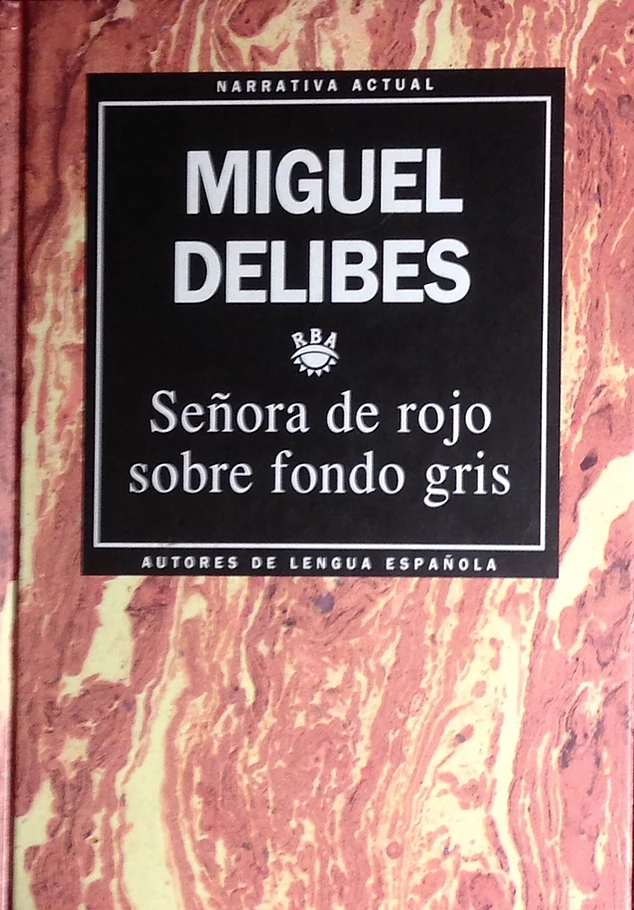 NARRATIVA ACTUAL
MIGUEL
DELIBES
RBA
Señora de rojo
sobre fondo gris
AUTORES DE LENGUA ESPAÑOLA